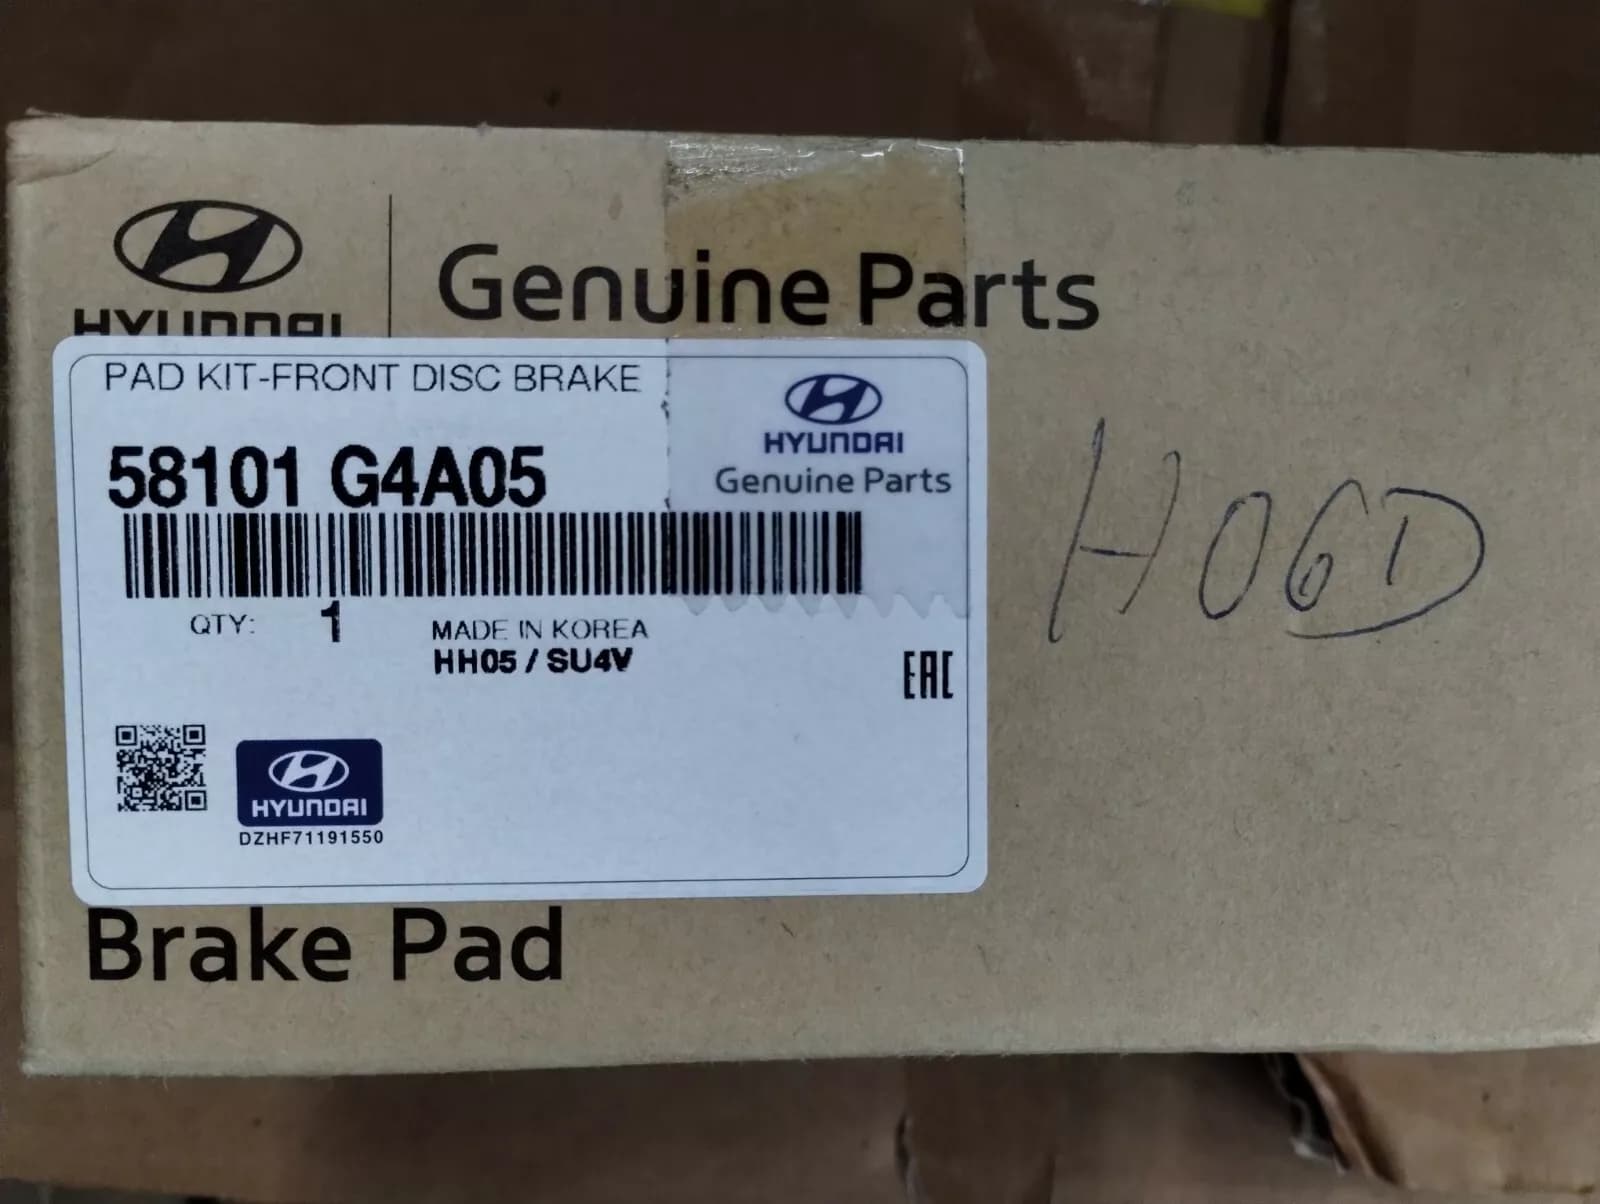 HYUNDAI
Genuine Parts
PAD KIT-FRONT DISC BRAKE
HYUNDAI
Genuine Parts
58101 G4A05
QTY: 1
MADE IN KOREA
HH05 / SU4V
EAC
HYUNDAI
DZHF71191550
Brake Pad
H06D